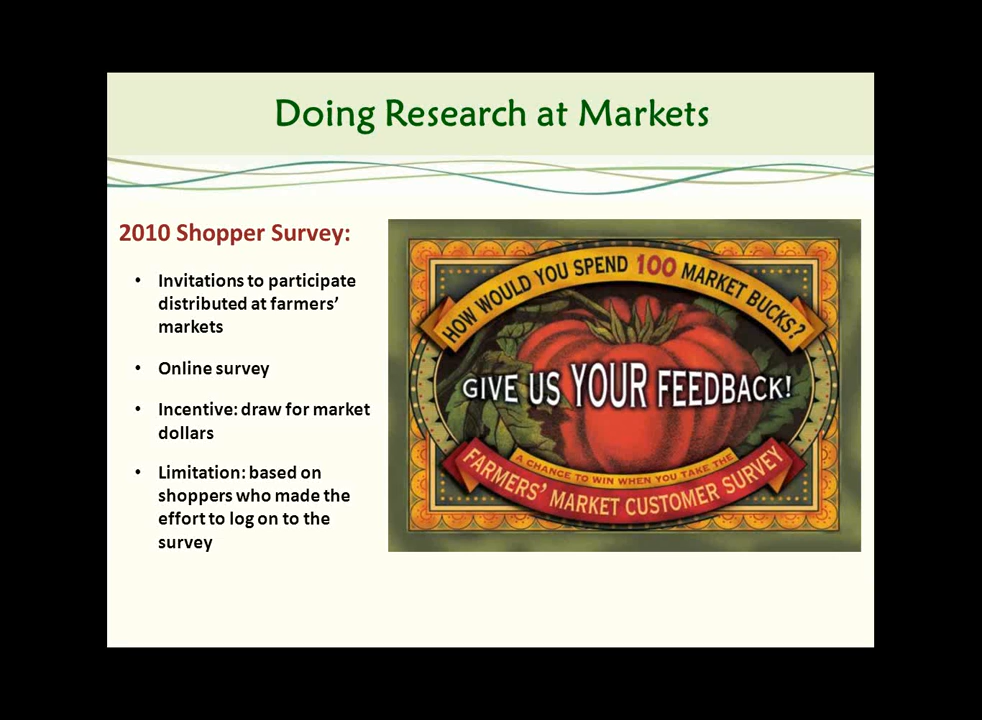 Doing Research at Markets
2010 Shopper Survey:
• Invitations to participate
distributed at farmers’
markets
• Online survey
• Incentive: draw for market
dollars
• Limitation: based on
shoppers who made the
effort to log on to the
survey
HOW WOULD YOU SPEND 100 MARKET BUCKS?
GIVE US YOUR FEEDBACK!
A CHANCE TO WIN WHEN YOU TAKE THE
FARMERS’ MARKET CUSTOMER SURVEY